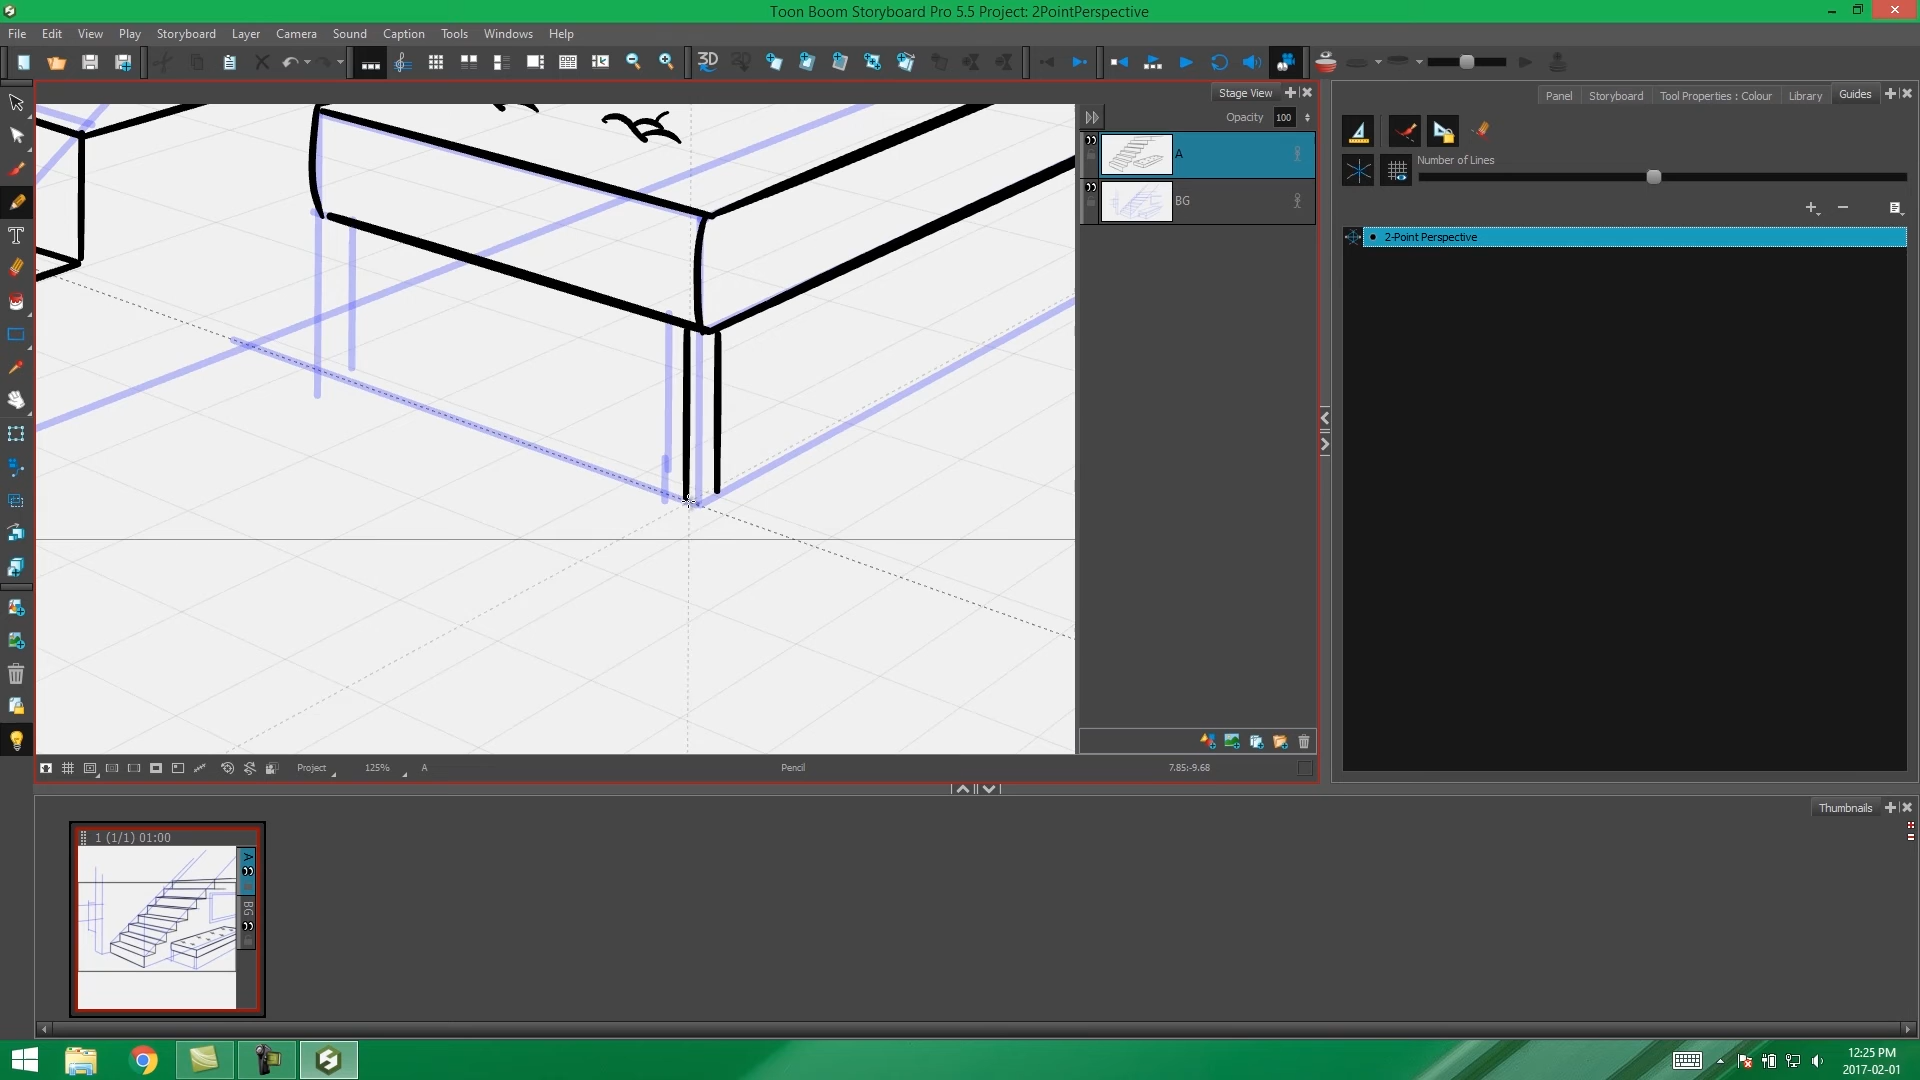 Toon Boom Storyboard Pro 5.5 Project: 2PointPerspective
File Edit View Play Storyboard Layer Camera Sound Caption Tools Windows Help
3D
Stage View
Panel Storyboard Tool Properties : Colour Library Guides
Opacity 100
A
BG
Number of Lines
2-Point Perspective
Project 125% A Pencil 7.85:-9.68
Thumbnails
1 (1/1) 01:00
A
BG
12:25 PM
2017-02-01